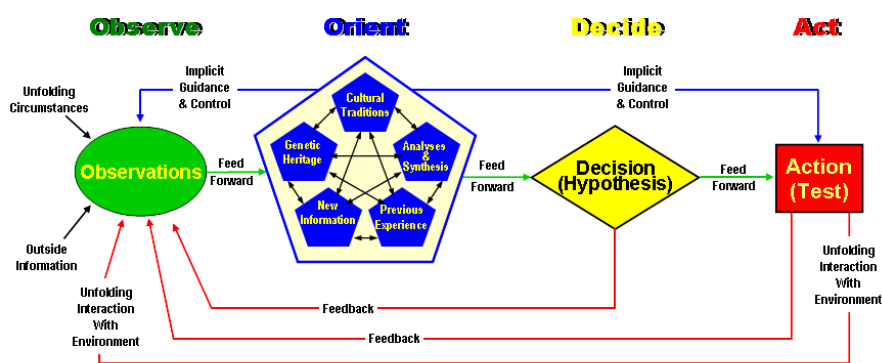 Observe
Orient
Decide
Act
Unfolding
Circumstances
Implicit
Guidance
& Control
Cultural
Traditions
Implicit
Guidance
& Control
Genetic
Heritage
Analyses
&
Synthesis
Observations
Feed
Forward
Feed
Forward
Decision
(Hypothesis)
Feed
Forward
Action
(Test)
New
Information
Previous
Experience
Outside
Information
Unfolding
Interaction
With
Environment
Unfolding
Interaction
With
Environment
Feedback
Feedback